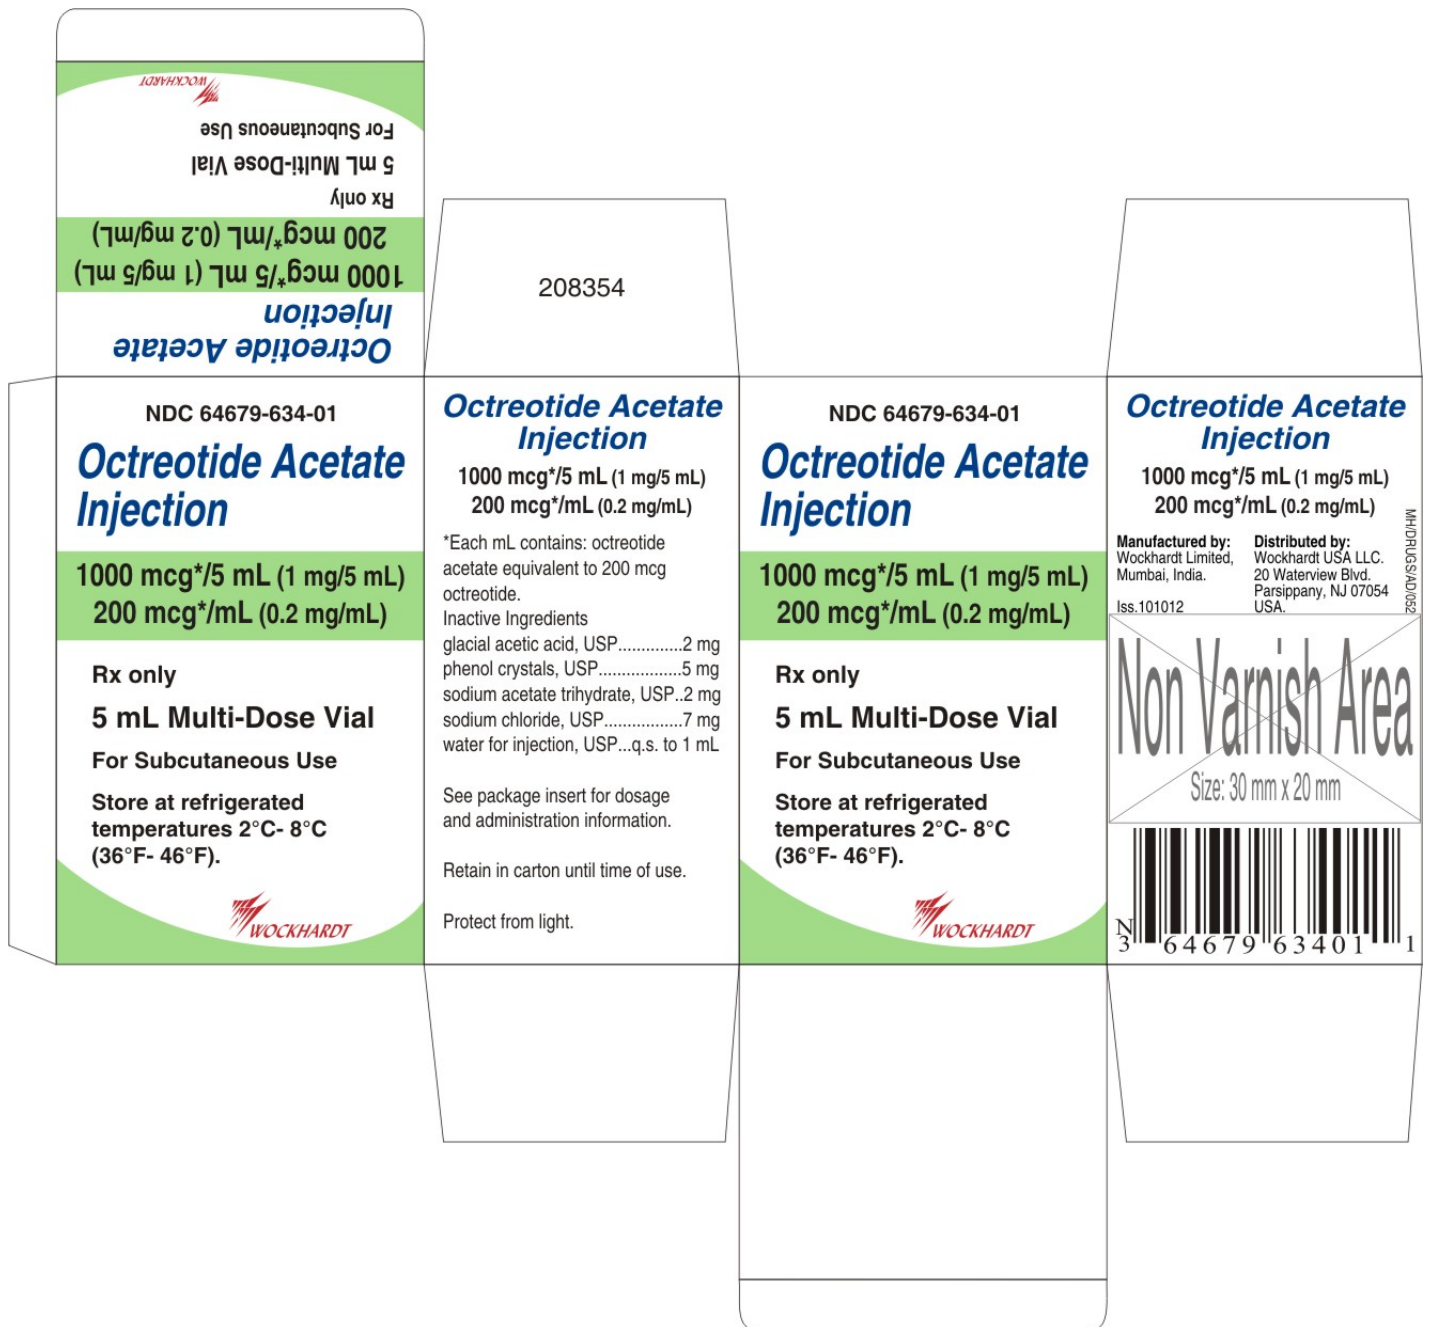 WOCKHARDT
For Subcutaneous Use
5 mL Multi-Dose Vial
Rx only
200 mcg*/mL (0.2 mg/mL)
1000 mcg*/5 mL (1 mg/5 mL)
Injection
Octreotide Acetate
208354
NDC 64679-634-01
Octreotide Acetate
Injection
1000 mcg*/5 mL (1 mg/5 mL)
200 mcg*/mL (0.2 mg/mL)
Rx only
5 mL Multi-Dose Vial
For Subcutaneous Use
Store at refrigerated
temperatures 2°C- 8°C
(36°F- 46°F).
WOCKHARDT
Octreotide Acetate
Injection
1000 mcg*/5 mL (1 mg/5 mL)
200 mcg*/mL (0.2 mg/mL)
*Each mL contains: octreotide
acetate equivalent to 200 mcg
octreotide.
Inactive Ingredients
glacial acetic acid, USP..............2 mg
phenol crystals, USP..................5 mg
sodium acetate trihydrate, USP..2 mg
sodium chloride, USP.................7 mg
water for injection, USP...q.s. to 1 mL
See package insert for dosage
and administration information.
Retain in carton until time of use.
Protect from light.
NDC 64679-634-01
Octreotide Acetate
Injection
1000 mcg*/5 mL (1 mg/5 mL)
200 mcg*/mL (0.2 mg/mL)
Rx only
5 mL Multi-Dose Vial
For Subcutaneous Use
Store at refrigerated
temperatures 2°C- 8°C
(36°F- 46°F).
WOCKHARDT
Octreotide Acetate
Injection
1000 mcg*/5 mL (1 mg/5 mL)
200 mcg*/mL (0.2 mg/mL)
Manufactured by:
Wockhardt Limited,
Mumbai, India.
Iss.101012
Distributed by:
Wockhardt USA LLC.
20 Waterview Blvd.
Parsippany, NJ 07054
USA.
MH/DRUGS/AD/052
Non Varnish Area
Size: 30 mm x 20 mm
N
3 64679 63401 1